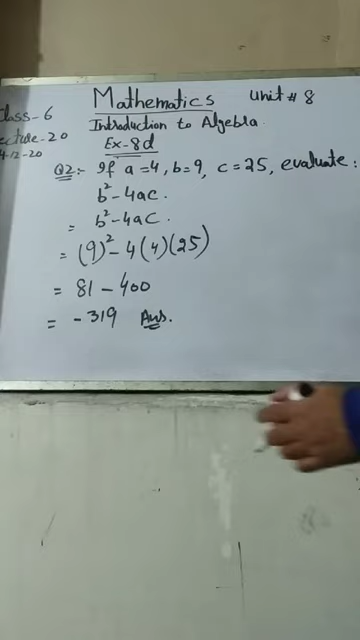 Mathematics Unit # 8
Class-6
Introduction to Algebra
Lecture-20
Ex-8d
4-12-20
Q2:- If a=4, b=9, c=25, evaluate:
b²-4ac.
= b²-4ac.
= (9)²-4(4)(25)
= 81-400
= -319 Ans.